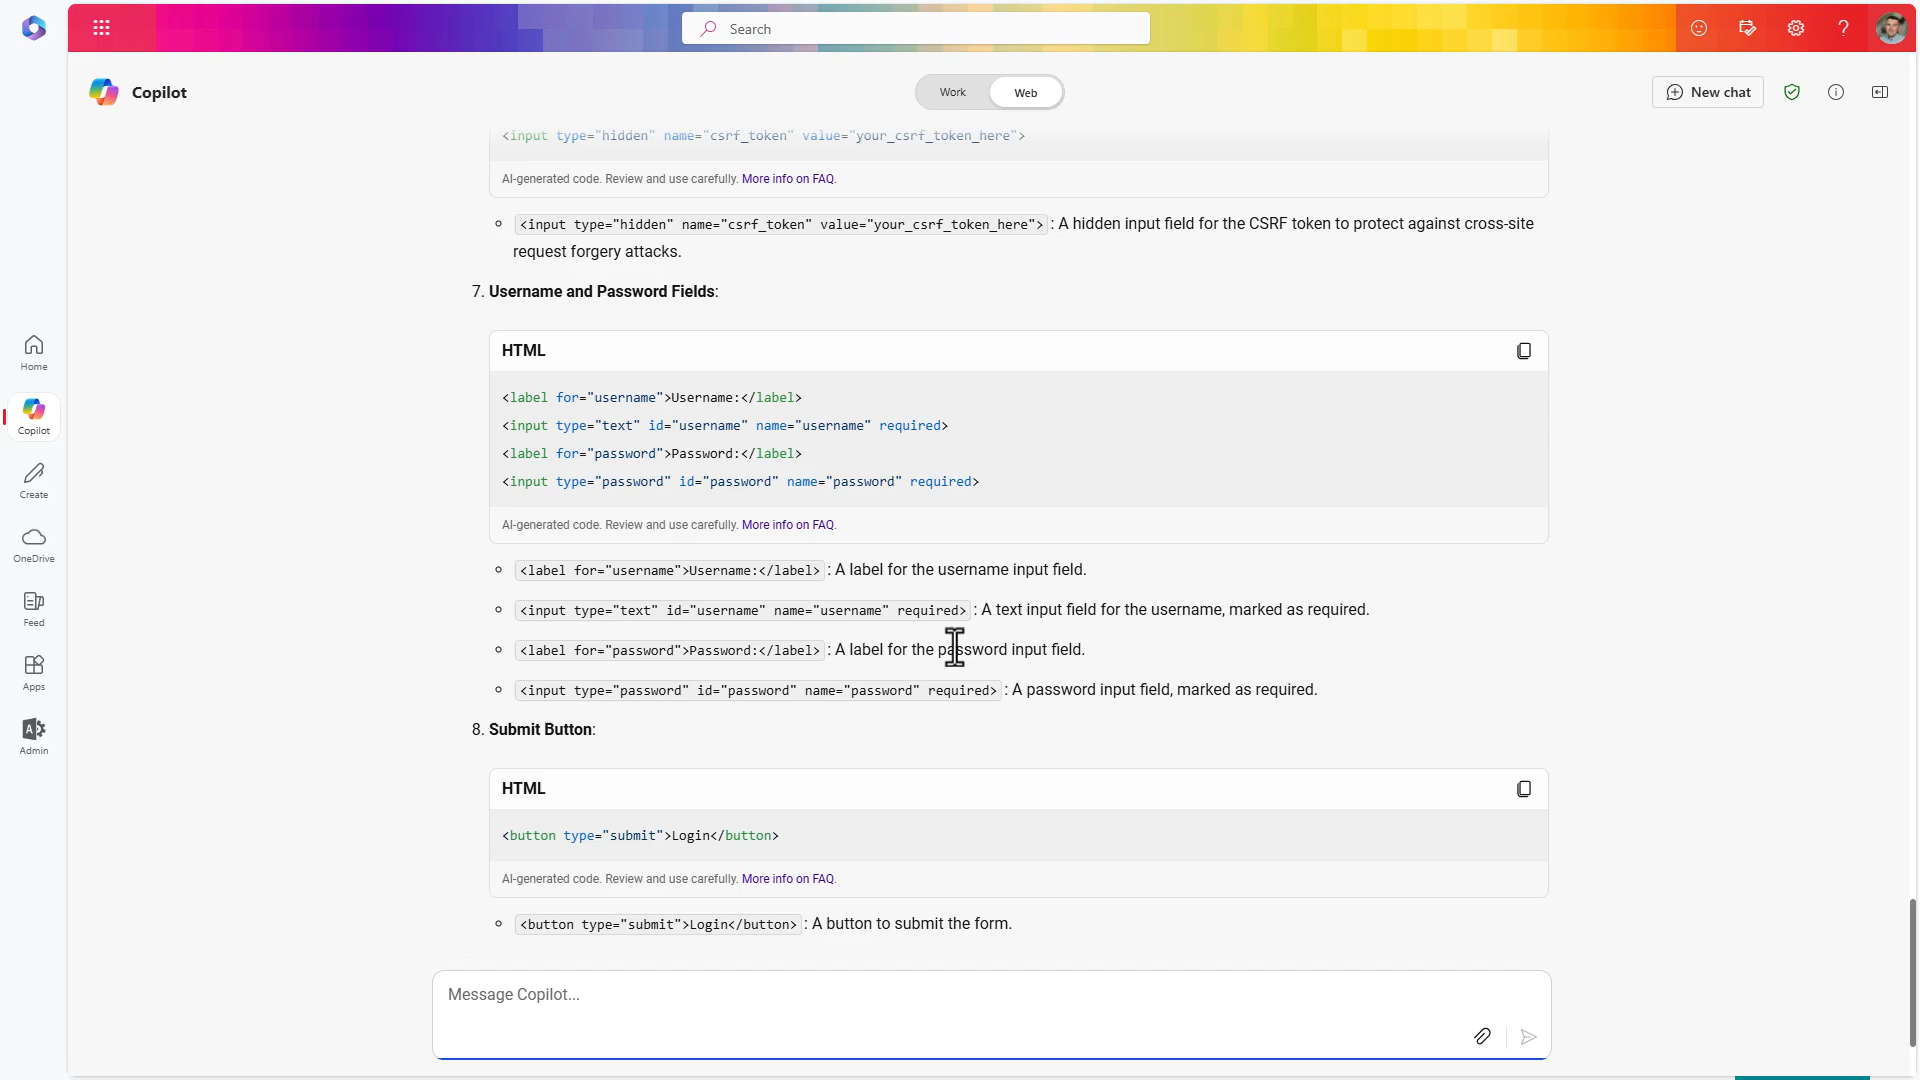 Search
Copilot
Work
Web
New chat
<input type="hidden" name="csrf_token" value="your_csrf_token_here">
AI-generated code. Review and use carefully. More info on FAQ.
<input type="hidden" name="csrf_token" value="your_csrf_token_here"> : A hidden input field for the CSRF token to protect against cross-site
request forgery attacks.
7. Username and Password Fields:
HTML
<label for="username">Username:</label>
<input type="text" id="username" name="username" required>
<label for="password">Password:</label>
<input type="password" id="password" name="password" required>
AI-generated code. Review and use carefully. More info on FAQ.
<label for="username">Username:</label> : A label for the username input field.
<input type="text" id="username" name="username" required> : A text input field for the username, marked as required.
<label for="password">Password:</label> : A label for the password input field.
<input type="password" id="password" name="password" required> : A password input field, marked as required.
8. Submit Button:
HTML
<button type="submit">Login</button>
AI-generated code. Review and use carefully. More info on FAQ.
<button type="submit">Login</button> : A button to submit the form.
Message Copilot...
Home
Copilot
Create
OneDrive
Feed
Apps
Admin